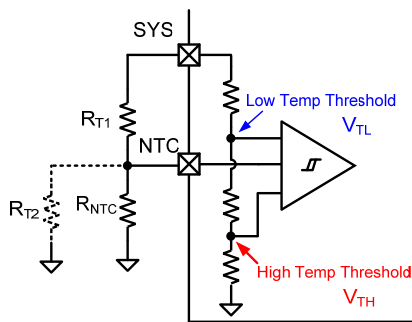 SYS
RT1
Low Temp Threshold
VTL
NTC
RT2
RNTC
High Temp Threshold
VTH